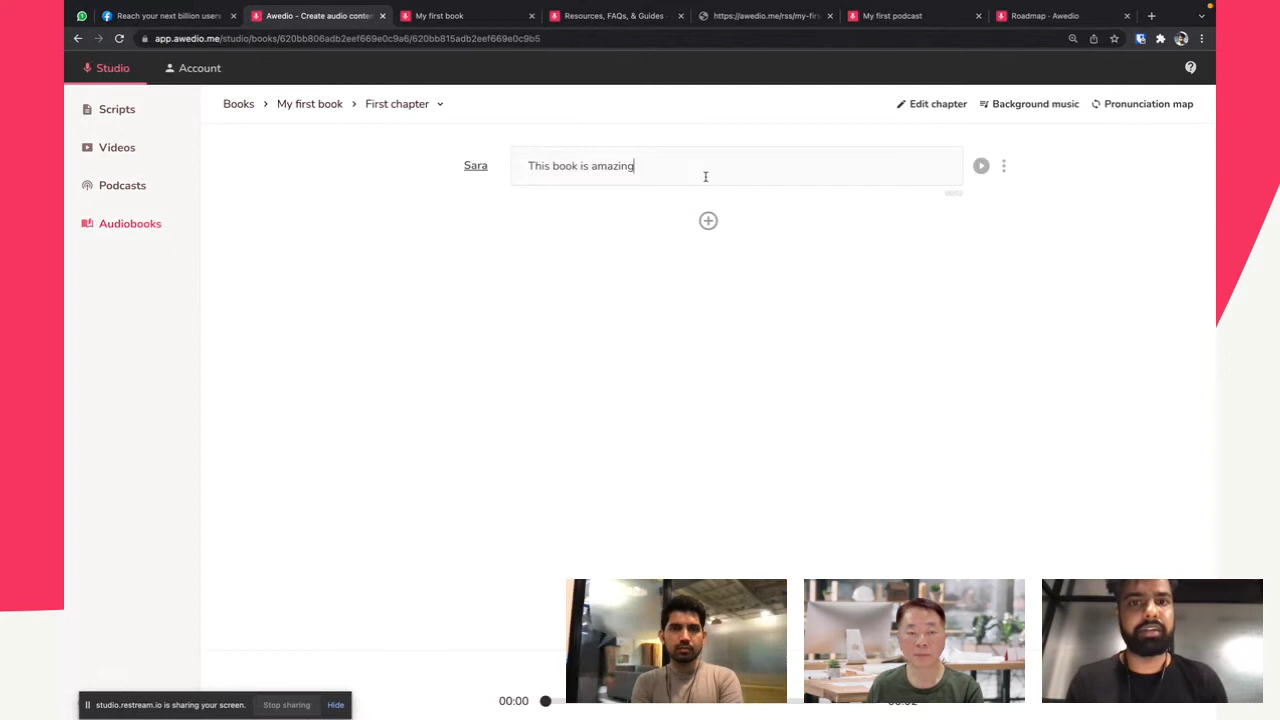 Reach your next billion users
Awedio - Create audio conten
My first book
Resources, FAQs, & Guides -
https://awedio.me/rss/my-firs
My first podcast
Roadmap - Awedio
app.awedio.me/studio/books/620bb806adb2eef669e0c9a6/620bb815adb2eef669e0c9b5
Studio
Account
Scripts
Videos
Podcasts
Audiobooks
Books > My first book > First chapter
Edit chapter
Background music
Pronunciation map
Sara
This book is amazing
studio.restream.io is sharing your screen.
Stop sharing
Hide
00:00